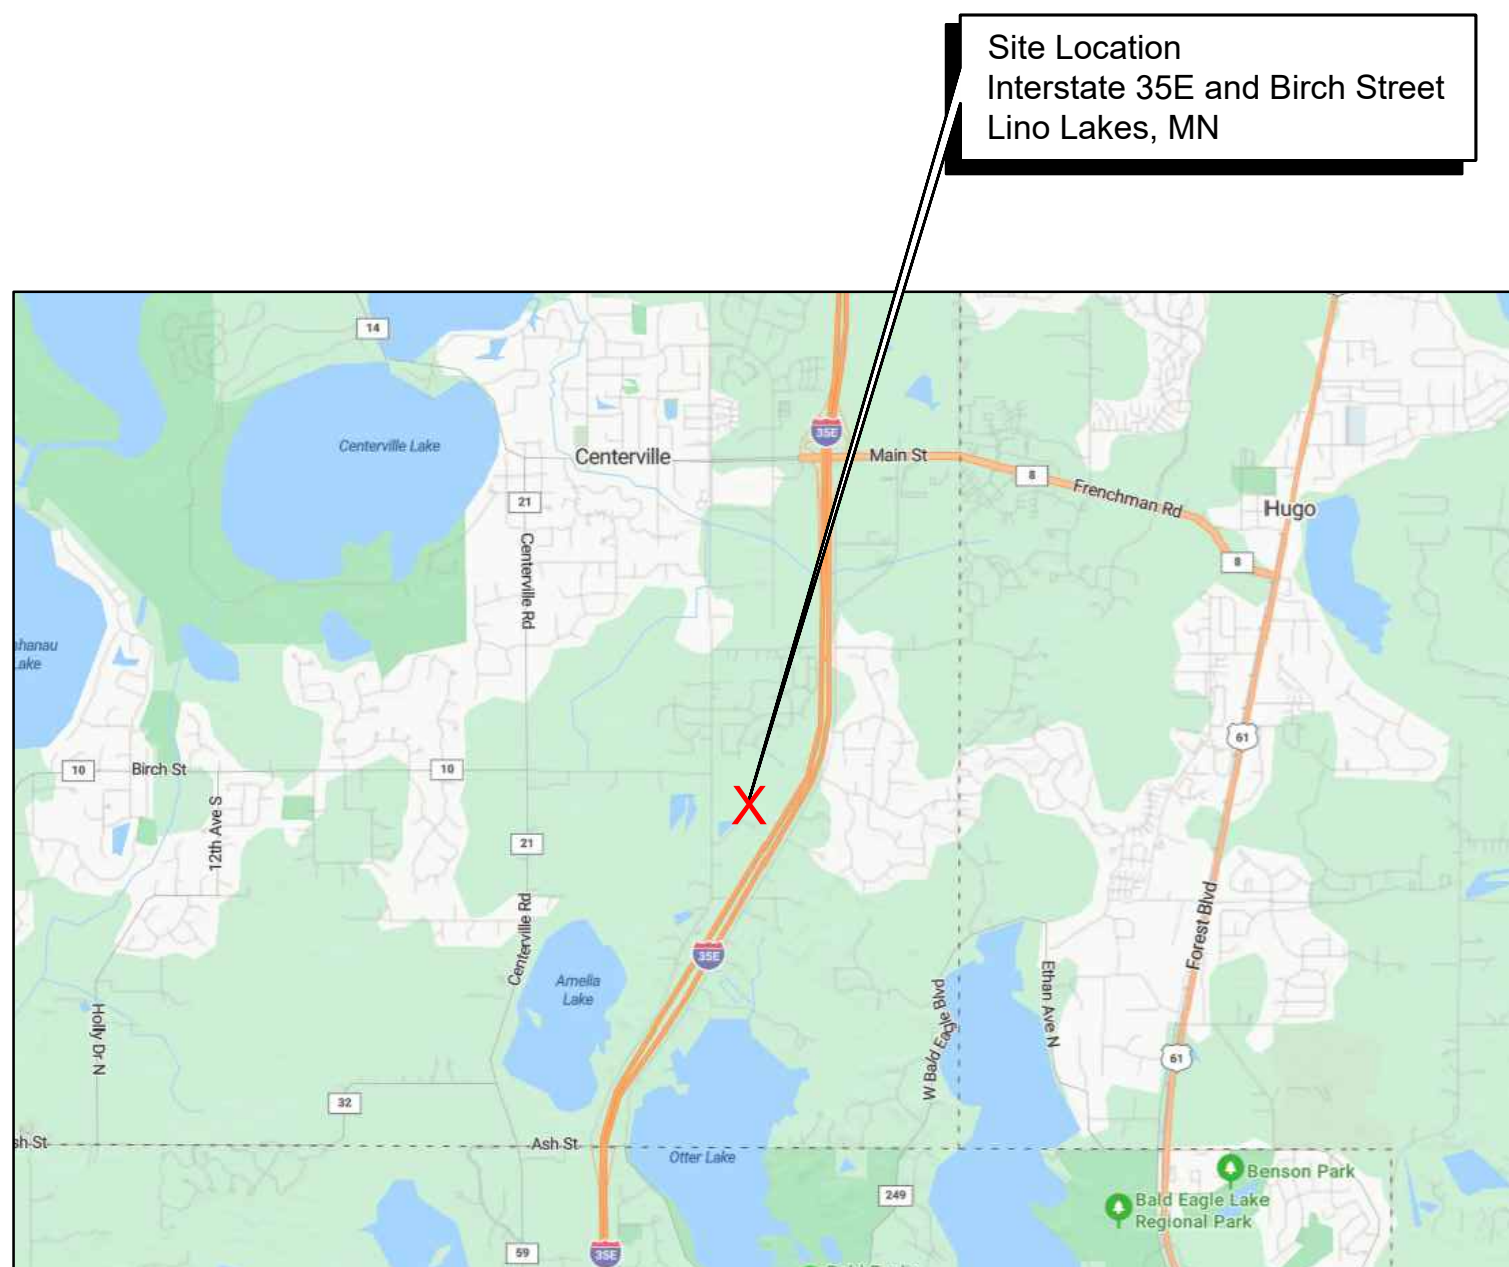 Site Location
Interstate 35E and Birch Street
Lino Lakes, MN
14
Centerville Lake
35E
Centerville
Main St
8
Frenchman Rd
21
Hugo
Centerville Rd
8
Lake
61
10
Birch St
10
X
12th Ave S
21
Forest Blvd
Centerville Rd
35E
Amelia
Lake
Ethan Ave N
W Bald Eagle Blvd
Holly Dr N
61
32
Ash St
Otter Lake
Benson Park
249
Bald Eagle Lake
Regional Park
59
35E